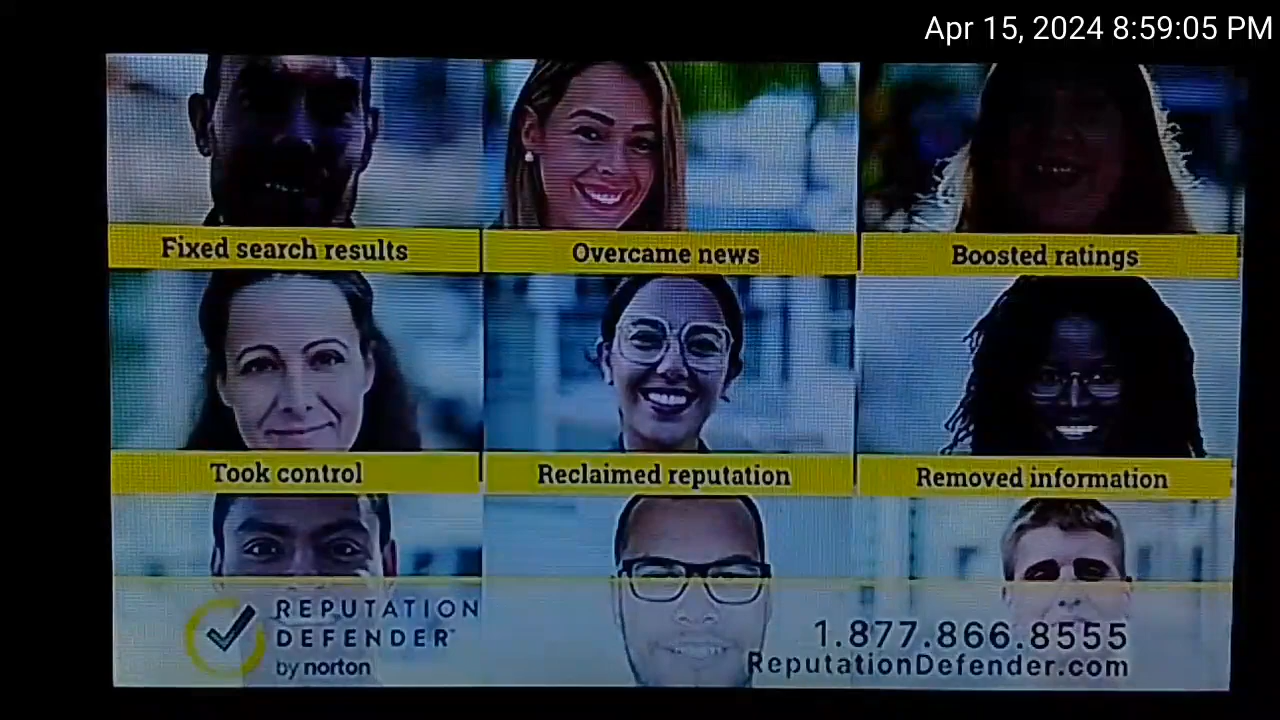 Apr 15, 2024 8:59:05 PM
Fixed search results
Overcame news
Boosted ratings
Took control
Reclaimed reputation
Removed information
REPUTATION
DEFENDER™
by norton
1.877.866.8555
ReputationDefender.com